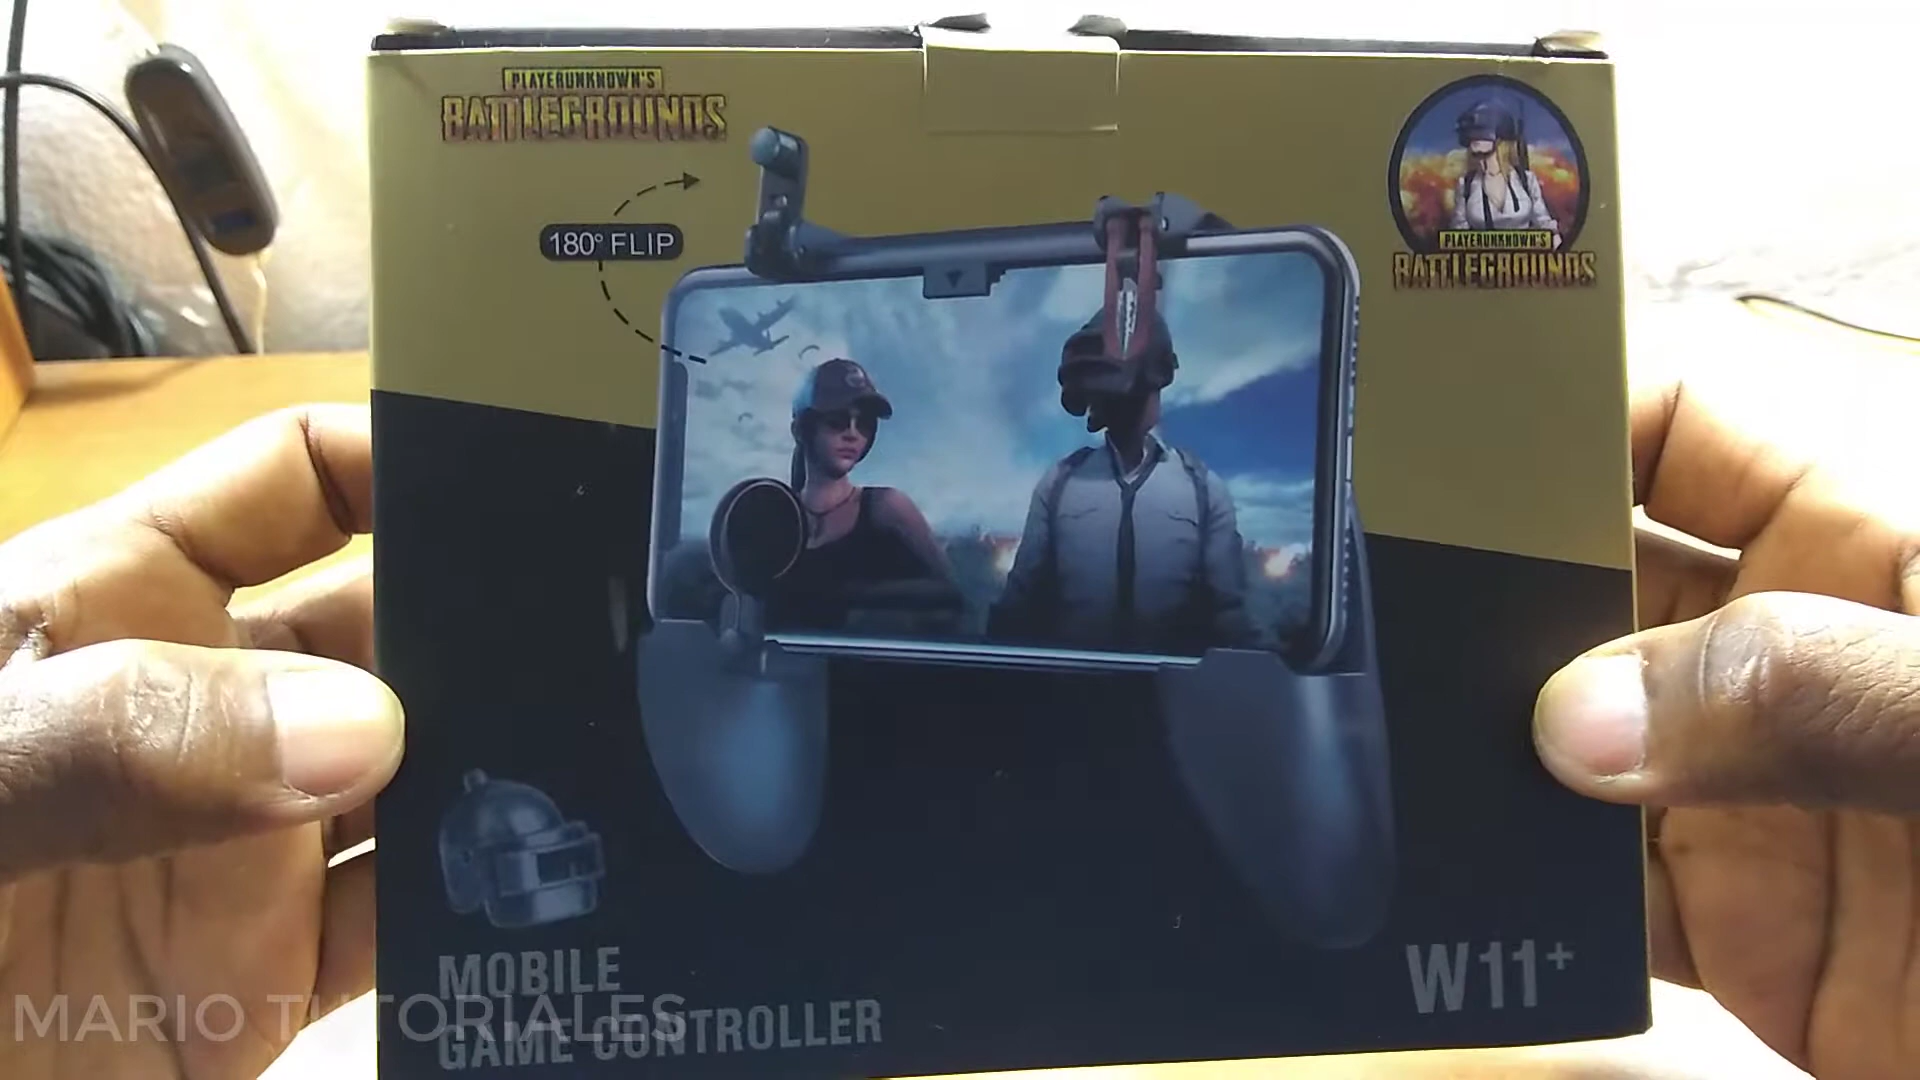 PLAYERUNKNOWN'S
BATTLEGROUNDS
180° FLIP
PLAYERUNKNOWN'S
BATTLEGROUNDS
MOBILE
GAME CONTROLLER
W11+
MARIO TUTORIALES